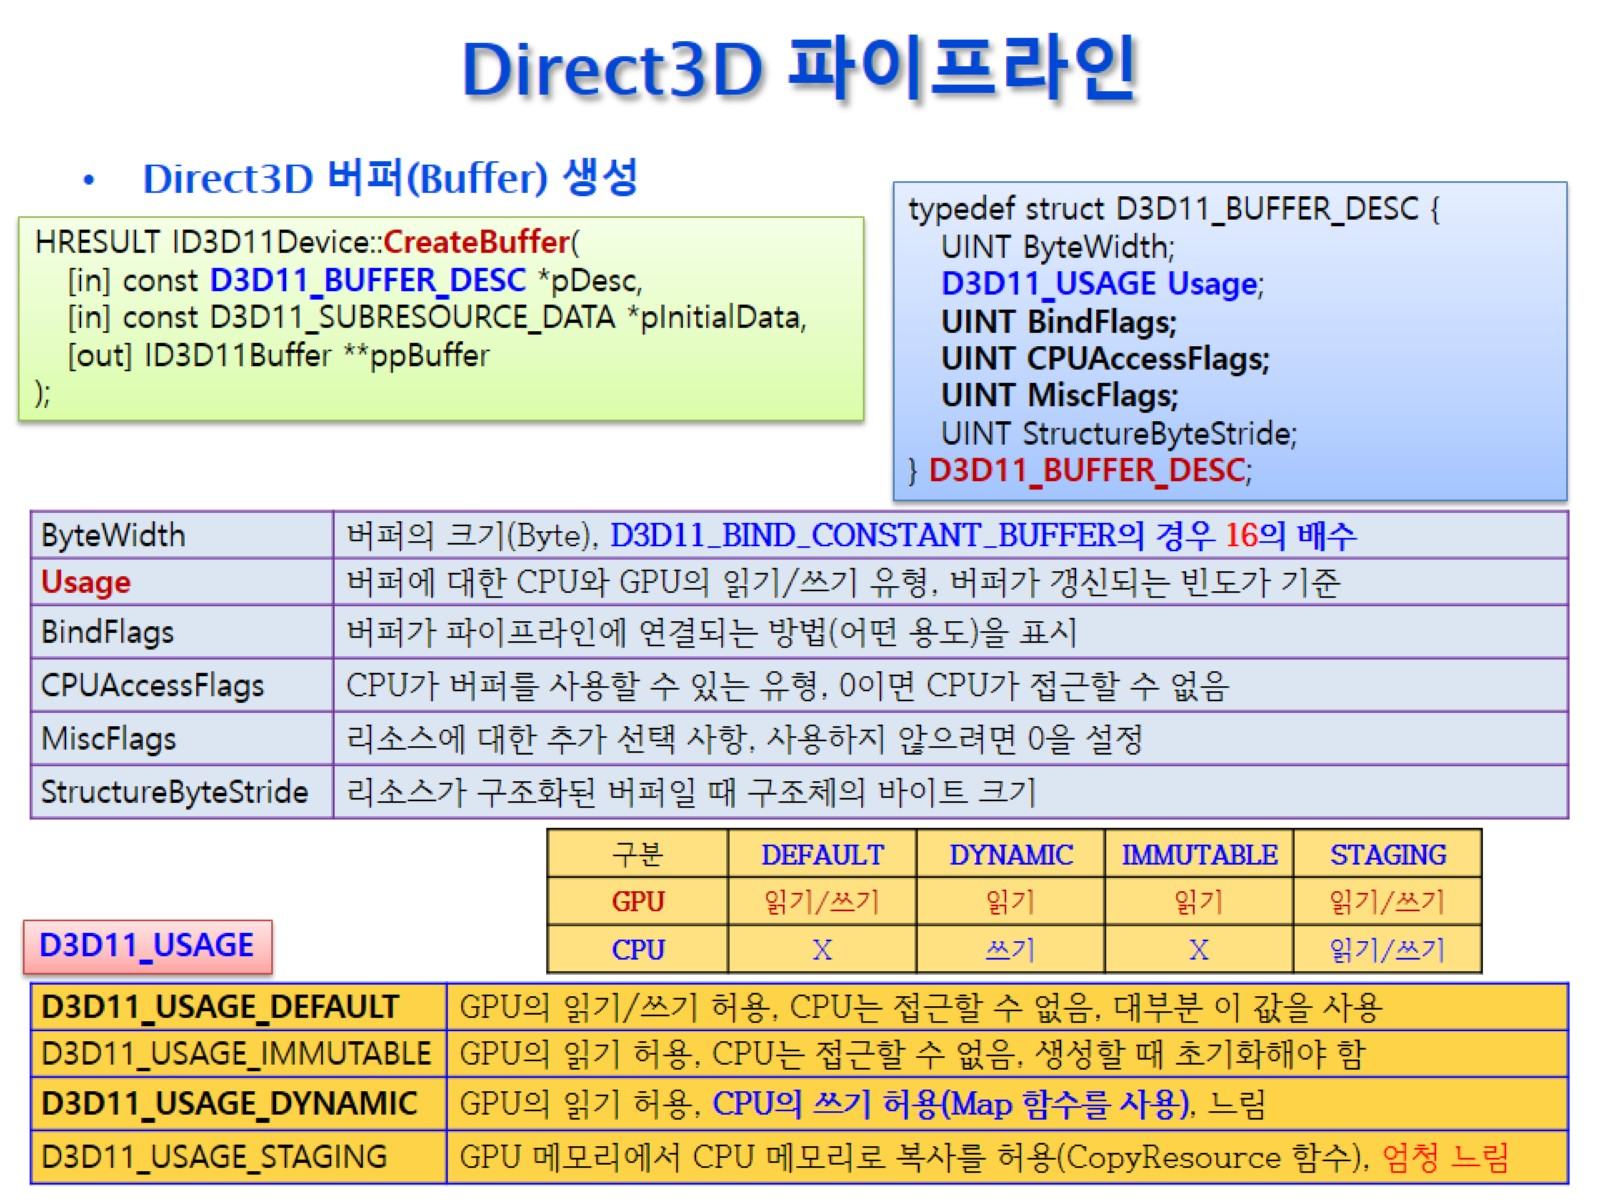 Direct3D 파이프라인
• Direct3D 버퍼(Buffer) 생성
HRESULT ID3D11Device::CreateBuffer(
[in] const D3D11_BUFFER_DESC *pDesc,
[in] const D3D11_SUBRESOURCE_DATA *pInitialData,
[out] ID3D11Buffer **ppBuffer
);
typedef struct D3D11_BUFFER_DESC {
UINT ByteWidth;
D3D11_USAGE Usage;
UINT BindFlags;
UINT CPUAccessFlags;
UINT MiscFlags;
UINT StructureByteStride;
} D3D11_BUFFER_DESC;
ByteWidth 버퍼의 크기(Byte), D3D11_BIND_CONSTANT_BUFFER의 경우 16의 배수
Usage 버퍼에 대한 CPU와 GPU의 읽기/쓰기 유형, 버퍼가 갱신되는 빈도가 기준
BindFlags 버퍼가 파이프라인에 연결되는 방법(어떤 용도)을 표시
CPUAccessFlags CPU가 버퍼를 사용할 수 있는 유형, 0이면 CPU가 접근할 수 없음
MiscFlags 리소스에 대한 추가 선택 사항, 사용하지 않으려면 0을 설정
StructureByteStride 리소스가 구조화된 버퍼일 때 구조체의 바이트 크기
구분 DEFAULT DYNAMIC IMMUTABLE STAGING
GPU 읽기/쓰기 읽기 읽기 읽기/쓰기
CPU X 쓰기 X 읽기/쓰기
D3D11_USAGE
D3D11_USAGE_DEFAULT GPU의 읽기/쓰기 허용, CPU는 접근할 수 없음, 대부분 이 값을 사용
D3D11_USAGE_IMMUTABLE GPU의 읽기 허용, CPU는 접근할 수 없음, 생성할 때 초기화해야 함
D3D11_USAGE_DYNAMIC GPU의 읽기 허용, CPU의 쓰기 허용(Map 함수를 사용), 느림
D3D11_USAGE_STAGING GPU 메모리에서 CPU 메모리로 복사를 허용(CopyResource 함수), 엄청 느림